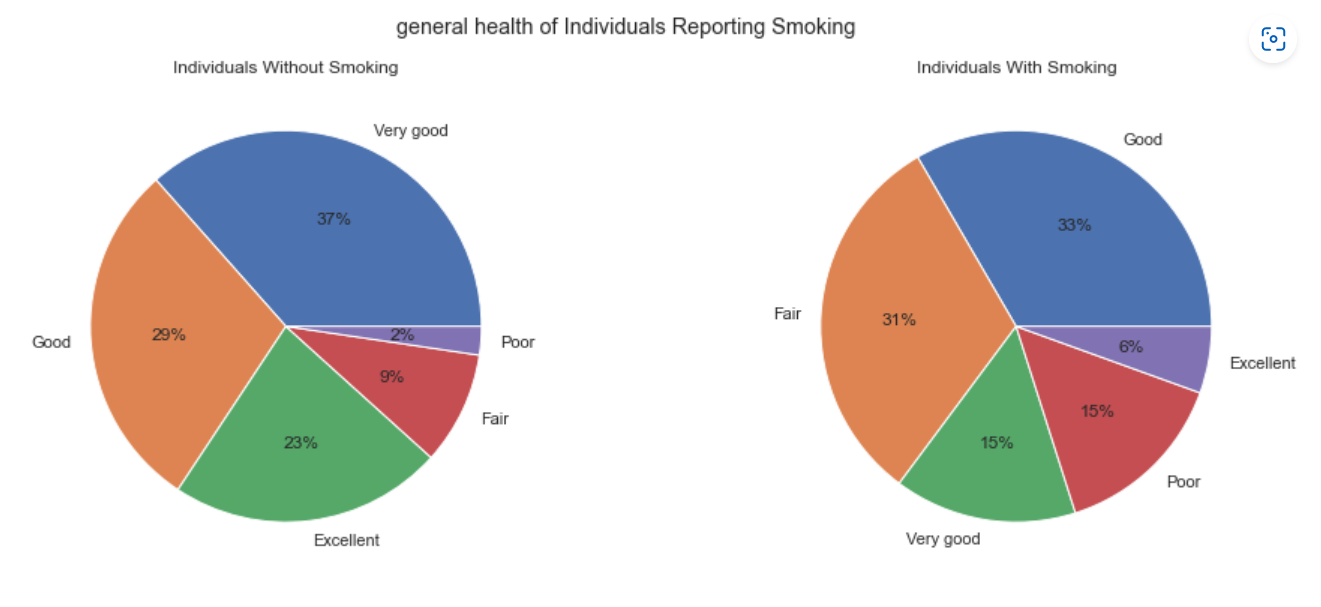 general health of Individuals Reporting Smoking
Individuals Without Smoking
Very good
37%
Good
29%
2%
Poor
9%
Fair
23%
Excellent
Individuals With Smoking
Good
33%
Fair
31%
6%
Excellent
15%
Poor
15%
Very good